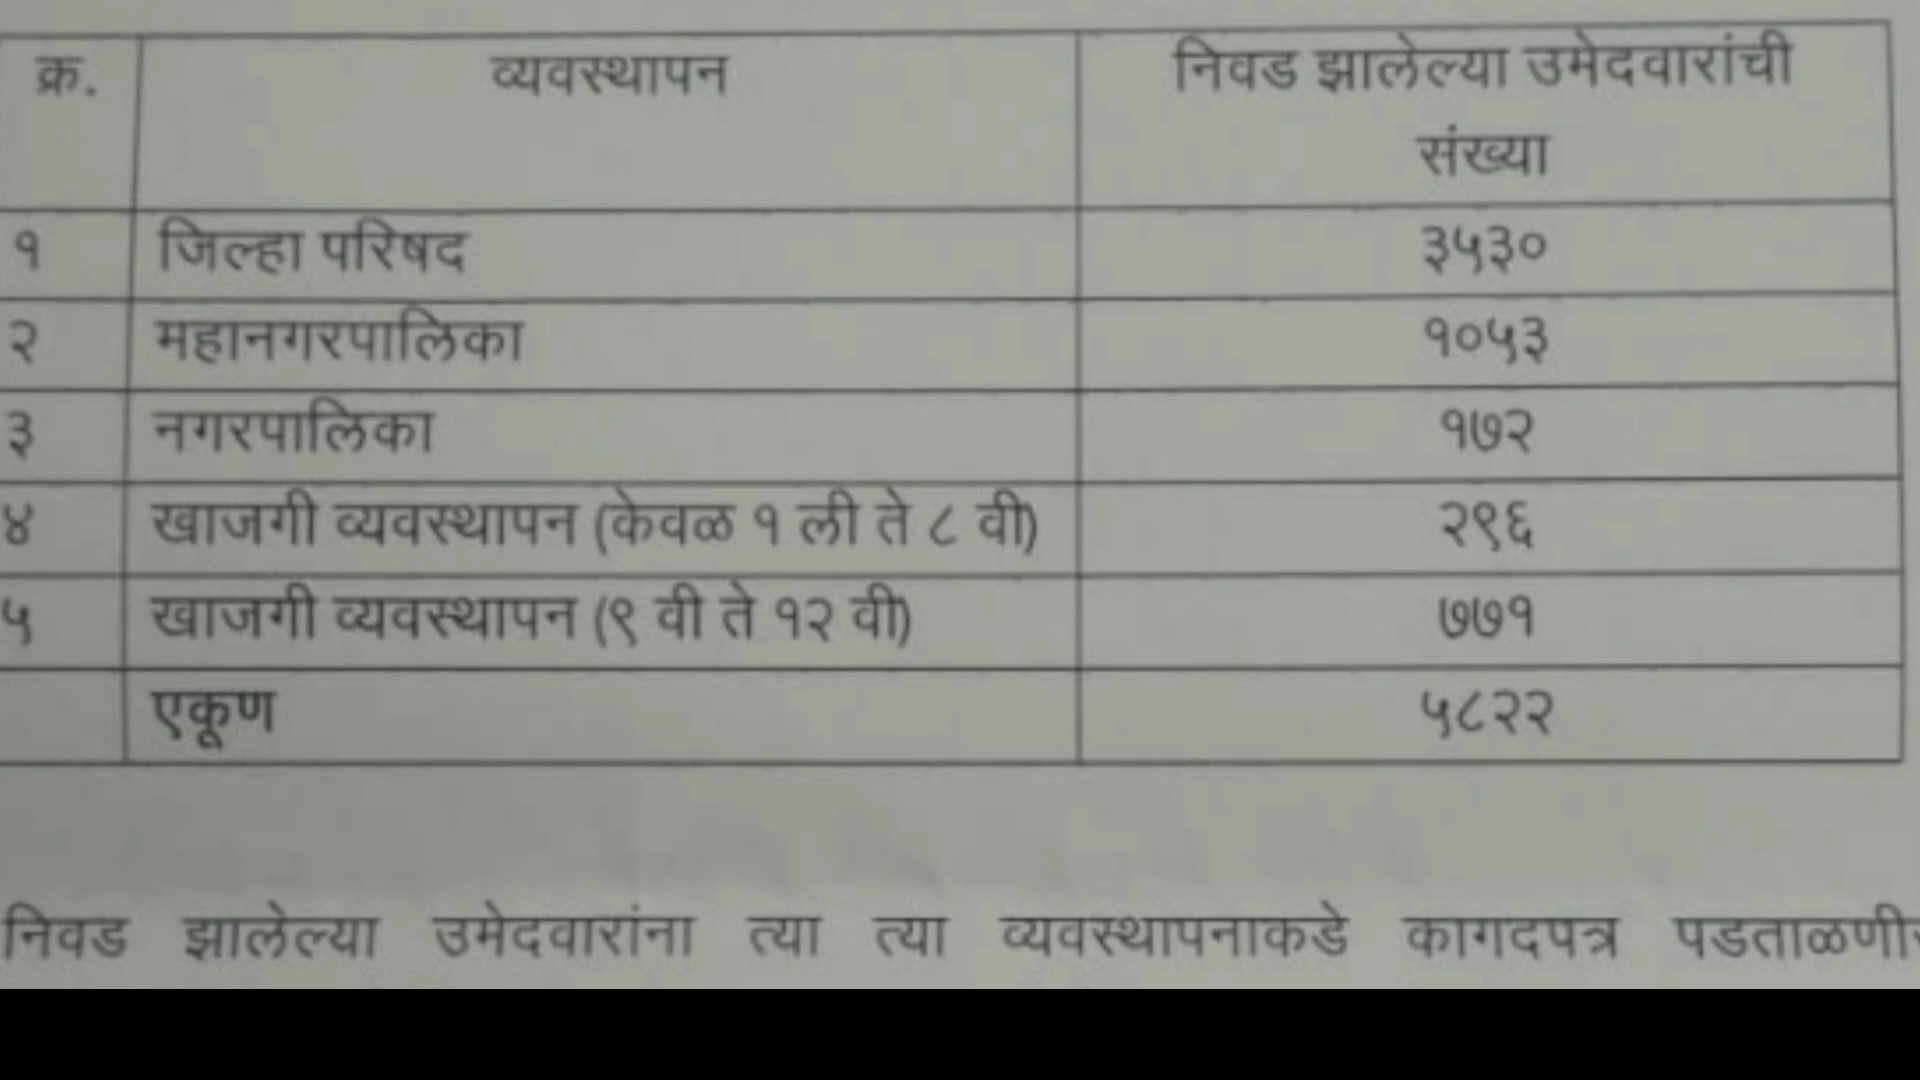 क्र. व्यवस्थापन निवड झालेल्या उमेदवारांची
संख्या
१ जिल्हा परिषद ३५३०
२ महानगरपालिका १०५३
३ नगरपालिका १७२
४ खाजगी व्यवस्थापन (केवळ १ ली ते ८ वी) २९६
५ खाजगी व्यवस्थापन (९ वी ते १२ वी) ७७१
एकूण ५८२२
निवड झालेल्या उमेदवारांना त्या त्या व्यवस्थापनाकडे कागदपत्र